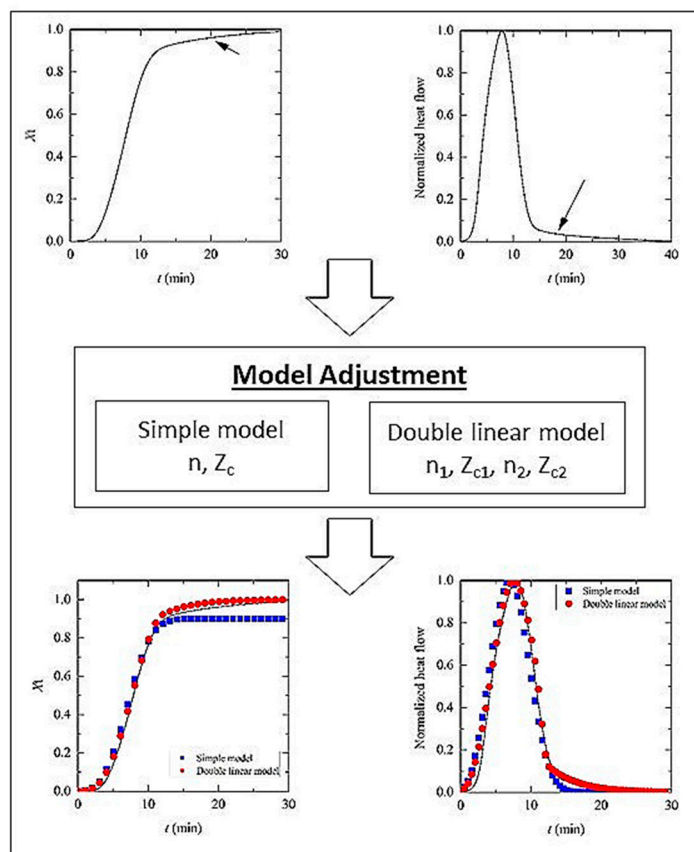 1.0
0.8
0.6
0.4
0.2
0.0
Xt
0 10 20 30
t (min)
1.0
0.8
0.6
0.4
0.2
0.0
Normalized heat flow
0 10 20 30 40
t (min)
Model Adjustment
Simple model
n, Zc
Double linear model
n1, Zc1, n2, Zc2
1.0
0.8
0.6
0.4
0.2
0.0
Xt
Simple model
Double linear model
0 10 20 30
t (min)
1.0
0.8
0.6
0.4
0.2
0.0
Normalized heat flow
Simple model
Double linear model
0 10 20 30
t (min)